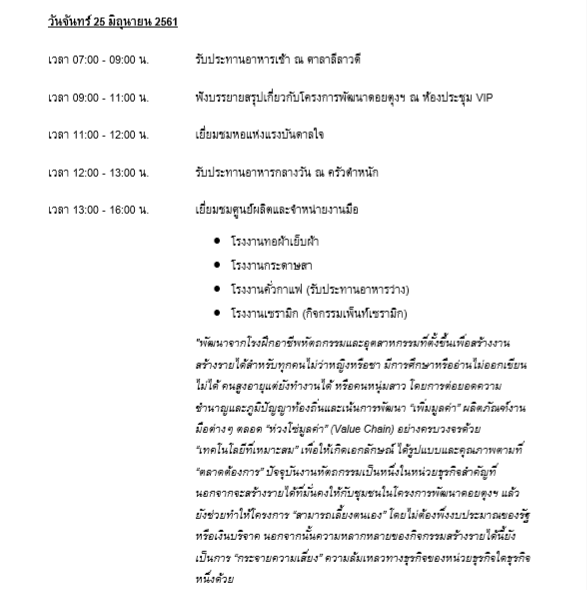 วันจันทร์ 25 มิถุนายน 2561
เวลา 07:00 - 09:00 น. รับประทานอาหารเช้า ณ ศาลาลีลาวดี
เวลา 09:00 - 11:00 น. ฟังบรรยายสรุปเกี่ยวกับโครงการพัฒนาดอยตุงฯ ณ ห้องประชุม VIP
เวลา 11:00 - 12:00 น. เยี่ยมชมหอแห่งแรงบันดาลใจ
เวลา 12:00 - 13:00 น. รับประทานอาหารกลางวัน ณ ครัวตำหนัก
เวลา 13:00 - 16:00 น. เยี่ยมชมศูนย์ผลิตและจำหน่ายงานมือ
● โรงงานทอผ้าเย็บผ้า
● โรงงานกระดาษสา
● โรงงานคั่วกาแฟ (รับประทานอาหารว่าง)
● โรงงานเซรามิก (กิจกรรมเพ้นท์เซรามิก)
"พัฒนาจากโรงฝึกอาชีพหัตถกรรมและอุตสาหกรรมที่ตั้งขึ้นเพื่อสร้างงาน
สร้างรายได้สำหรับทุกคนไม่ว่าหญิงหรือชา มีการศึกษาหรืออ่านไม่ออกเขียน
ไม่ได้ คนสูงอายุแต่ยังทำงานได้ หรือคนหนุ่มสาว โดยการต่อยอดความ
ชำนาญและภูมิปัญญาท้องถิ่นและเน้นการพัฒนา "เพิ่มมูลค่า" ผลิตภัณฑ์งาน
มือต่างๆ ตลอด "ห่วงโซ่มูลค่า" (Value Chain) อย่างครบวงจรด้วย
"เทคโนโลยีที่เหมาะสม" เพื่อให้เกิดเอกลักษณ์ ได้รูปแบบและคุณภาพตามที่
"ตลาดต้องการ" ปัจจุบันงานหัตถกรรมเป็นหนึ่งในหน่วยธุรกิจสำคัญที่
นอกจากจะสร้างรายได้ที่มั่นคงให้กับชุมชนในโครงการพัฒนาดอยตุงฯ แล้ว
ยังช่วยทำให้โครงการ "สามารถเลี้ยงตนเอง" โดยไม่ต้องพึ่งงบประมาณของรัฐ
หรือเงินบริจาค นอกจากนั้นความหลากหลายของกิจกรรมสร้างรายได้นี้ยัง
เป็นการ "กระจายความเสี่ยง" ความล้มเหลวทางธุรกิจของหน่วยธุรกิจใดธุรกิจ
หนึ่งด้วย